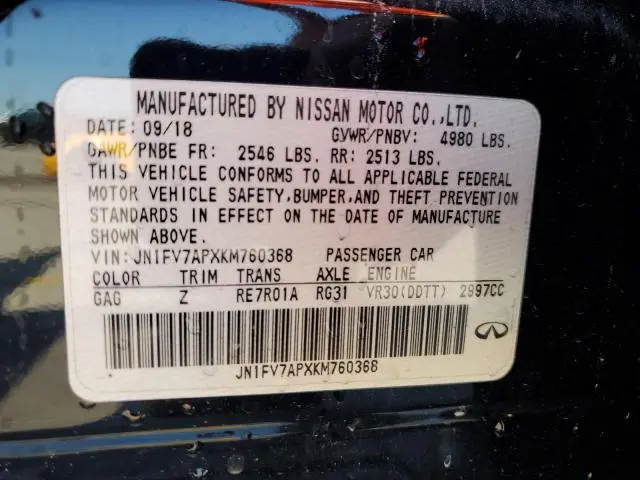 MANUFACTURED BY NISSAN MOTOR CO.,LTD.
DATE: 09/18 GVWR/PNBV: 4980 LBS.
GAWR/PNBE FR: 2546 LBS. RR: 2513 LBS.
THIS VEHICLE CONFORMS TO ALL APPLICABLE FEDERAL
MOTOR VEHICLE SAFETY,BUMPER,AND THEFT PREVENTION
STANDARDS IN EFFECT ON THE DATE OF MANUFACTURE
SHOWN ABOVE.
VIN:JN1FV7APXKM760368 PASSENGER CAR
COLOR TRIM TRANS AXLE ENGINE
GAG Z RE7R01A RG31 VR30(DDTT) 2997CC
JN1FV7APXKM760368